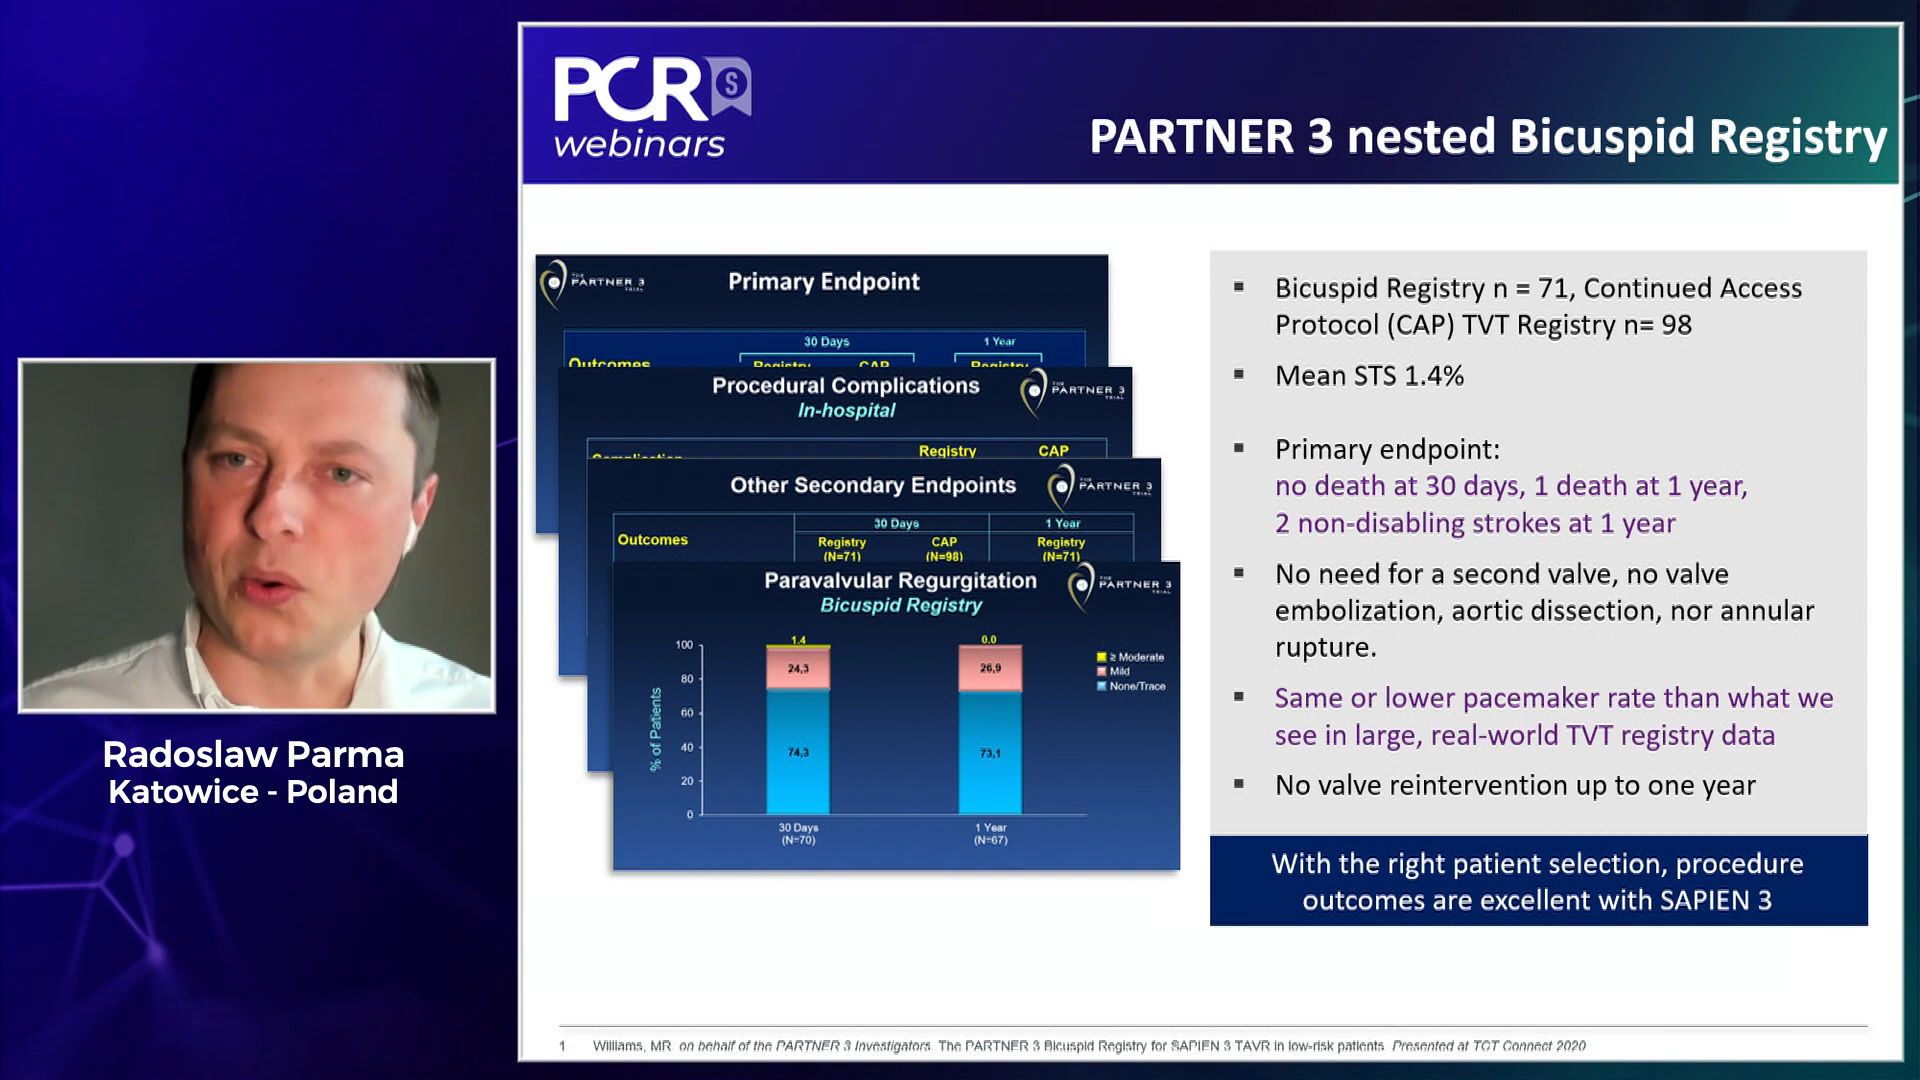 PCR S
webinars
PARTNER 3 nested Bicuspid Registry
THE
PARTNER 3
TRIAL
Primary Endpoint
30 Days
1 Year
Outcomes
Registry
CAP
Registry
Procedural Complications
In-hospital
THE
PARTNER 3
TRIAL
Registry
CAP
Complication
Other Secondary Endpoints
THE
PARTNER 3
TRIAL
30 Days
1 Year
Outcomes
Registry
(N=71)
CAP
(N=98)
Registry
(N=71)
Paravalvular Regurgitation
Bicuspid Registry
THE
PARTNER 3
TRIAL
% of Patients
100
80
60
40
20
0
1.4
24,3
74,3
0.0
26,9
73,1
30 Days
(N=70)
1 Year
(N=67)
≥ Moderate
Mild
None/Trace
Bicuspid Registry n = 71, Continued Access
Protocol (CAP) TVT Registry n= 98
Mean STS 1.4%
Primary endpoint:
no death at 30 days, 1 death at 1 year,
2 non-disabling strokes at 1 year
No need for a second valve, no valve
embolization, aortic dissection, nor annular
rupture.
Same or lower pacemaker rate than what we
see in large, real-world TVT registry data
No valve reintervention up to one year
With the right patient selection, procedure
outcomes are excellent with SAPIEN 3
1. Williams, MR. on behalf of the PARTNER 3 Investigators. The PARTNER 3 Bicuspid Registry for SAPIEN 3 TAVR in low-risk patients. Presented at TCT Connect 2020
Radoslaw Parma
Katowice - Poland